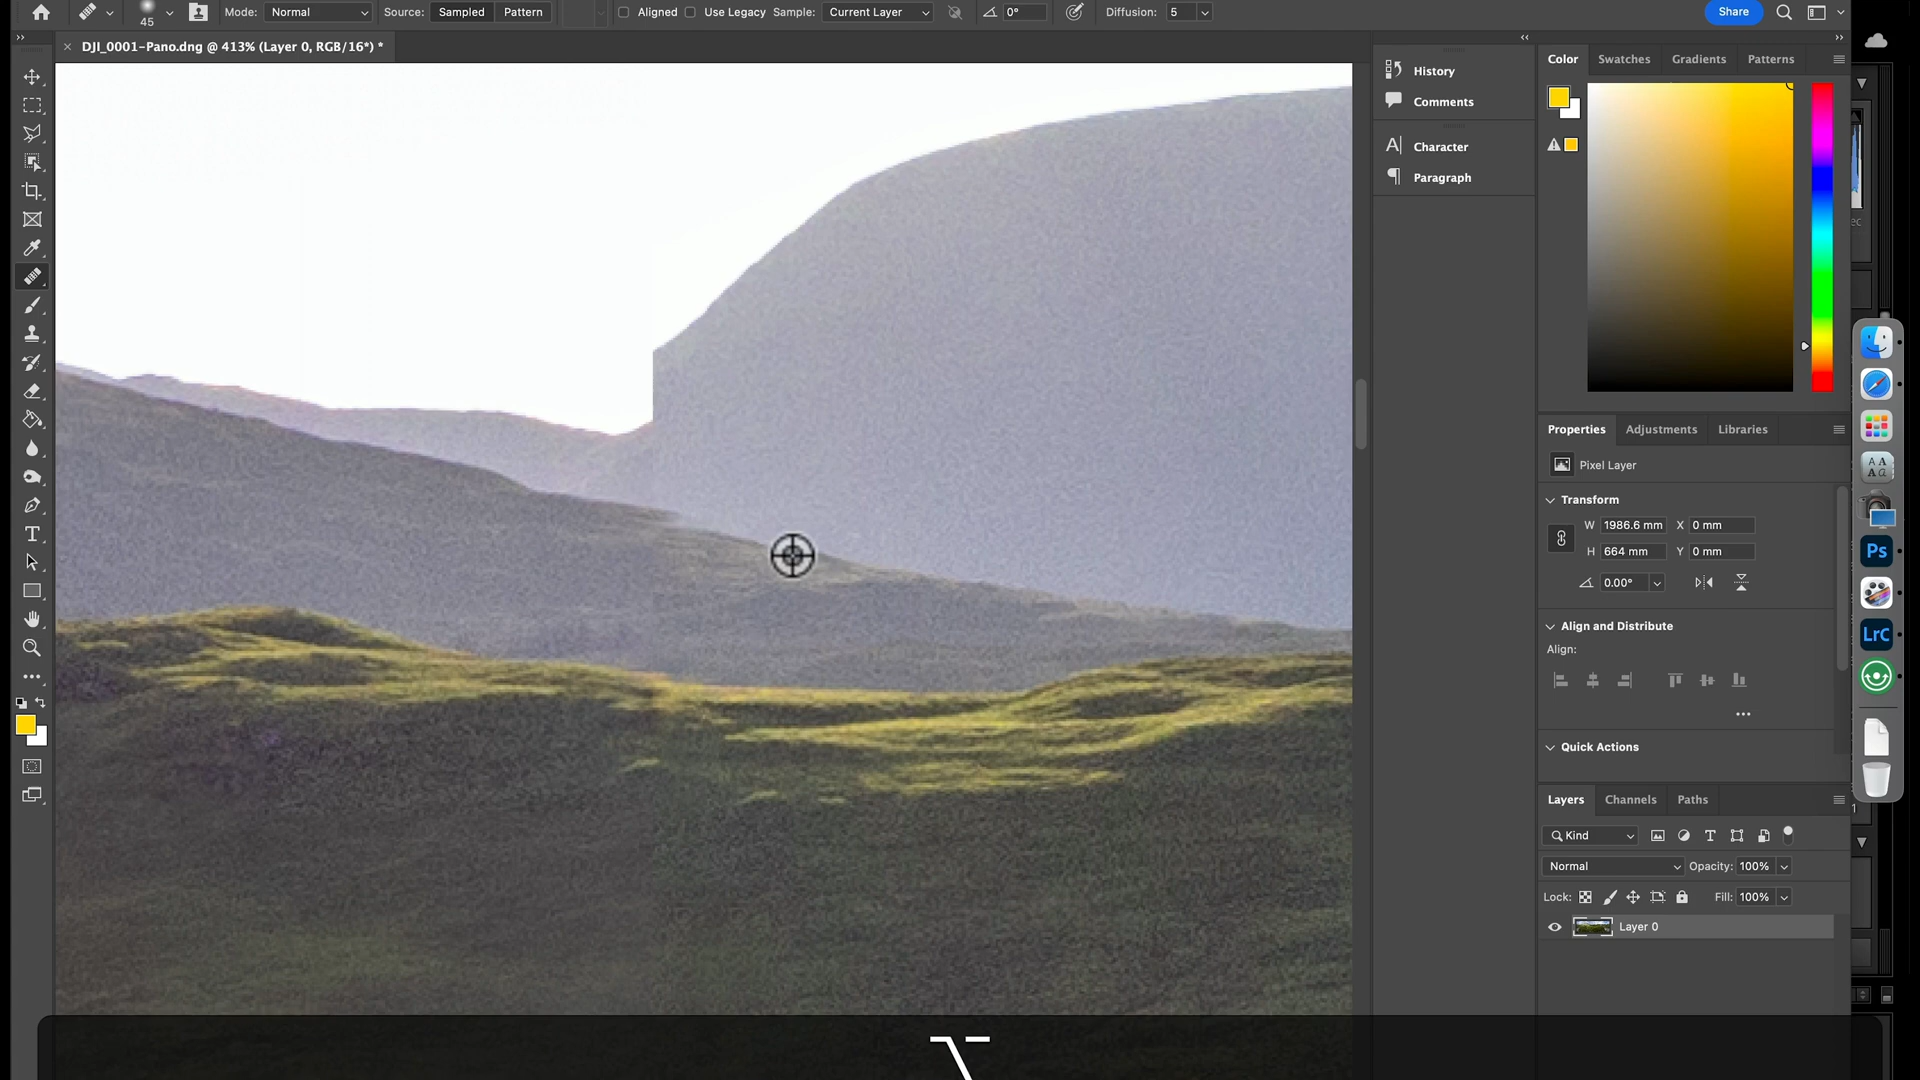 45
Mode: Normal
Source: Sampled Pattern
Aligned
Use Legacy
Sample: Current Layer
0°
Diffusion: 5
Share
DJI_0001-Pano.dng @ 413% (Layer 0, RGB/16*) *
History
Comments
Character
Paragraph
Color Swatches Gradients Patterns
Properties Adjustments Libraries
Pixel Layer
Transform
W 1986.6 mm X 0 mm
H 664 mm Y 0 mm
0.00°
Align and Distribute
Align:
Quick Actions
Layers Channels Paths
Kind
Normal Opacity: 100%
Lock: Fill: 100%
Layer 0
Ps
LrC
⌥